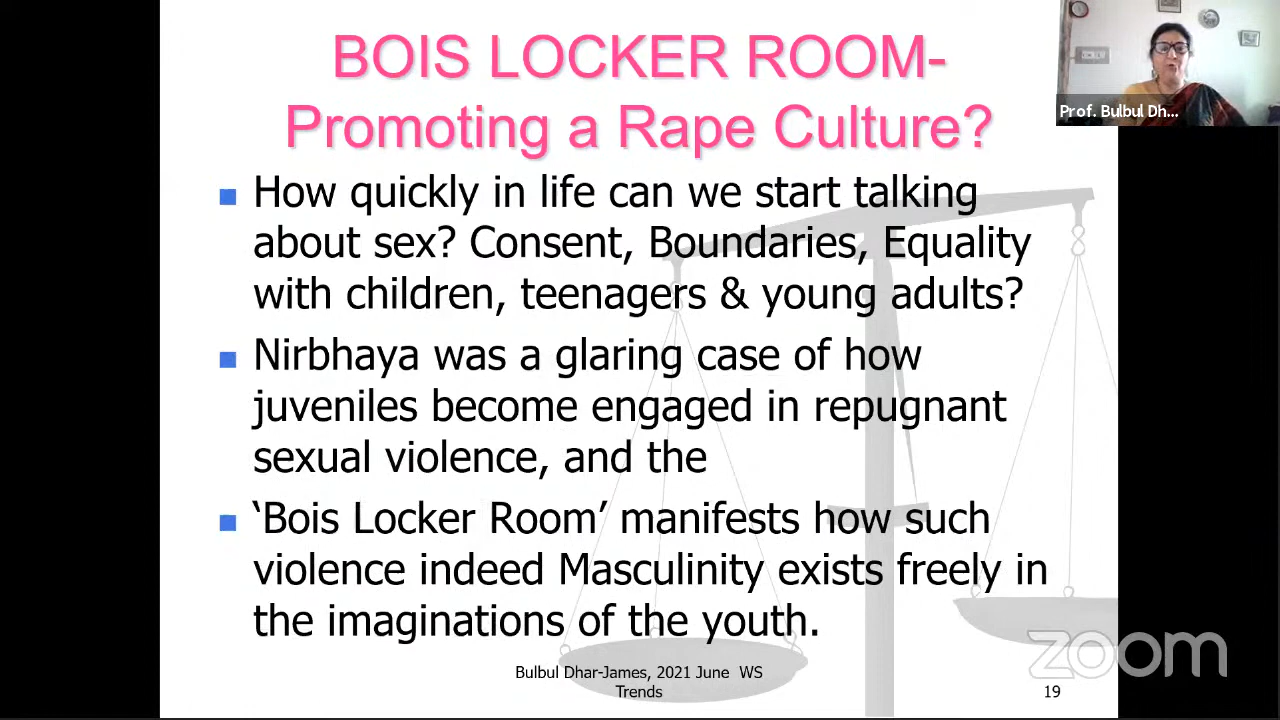 BOIS LOCKER ROOM-
Promoting a Rape Culture?
Prof. Bulbul Dh...
How quickly in life can we start talking
about sex? Consent, Boundaries, Equality
with children, teenagers & young adults?
Nirbhaya was a glaring case of how
juveniles become engaged in repugnant
sexual violence, and the
‘Bois Locker Room’ manifests how such
violence indeed Masculinity exists freely in
the imaginations of the youth.
zoom
Bulbul Dhar-James, 2021 June WS
Trends
19